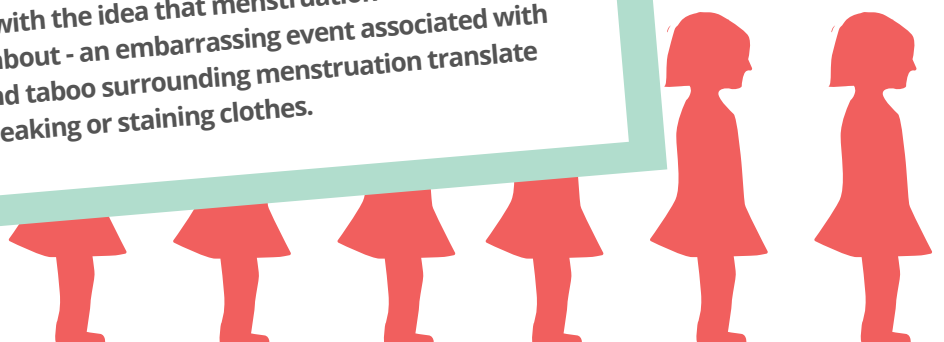 with the idea that menstruation
about - an embarrassing event associated with
nd taboo surrounding menstruation translate
eaking or staining clothes.